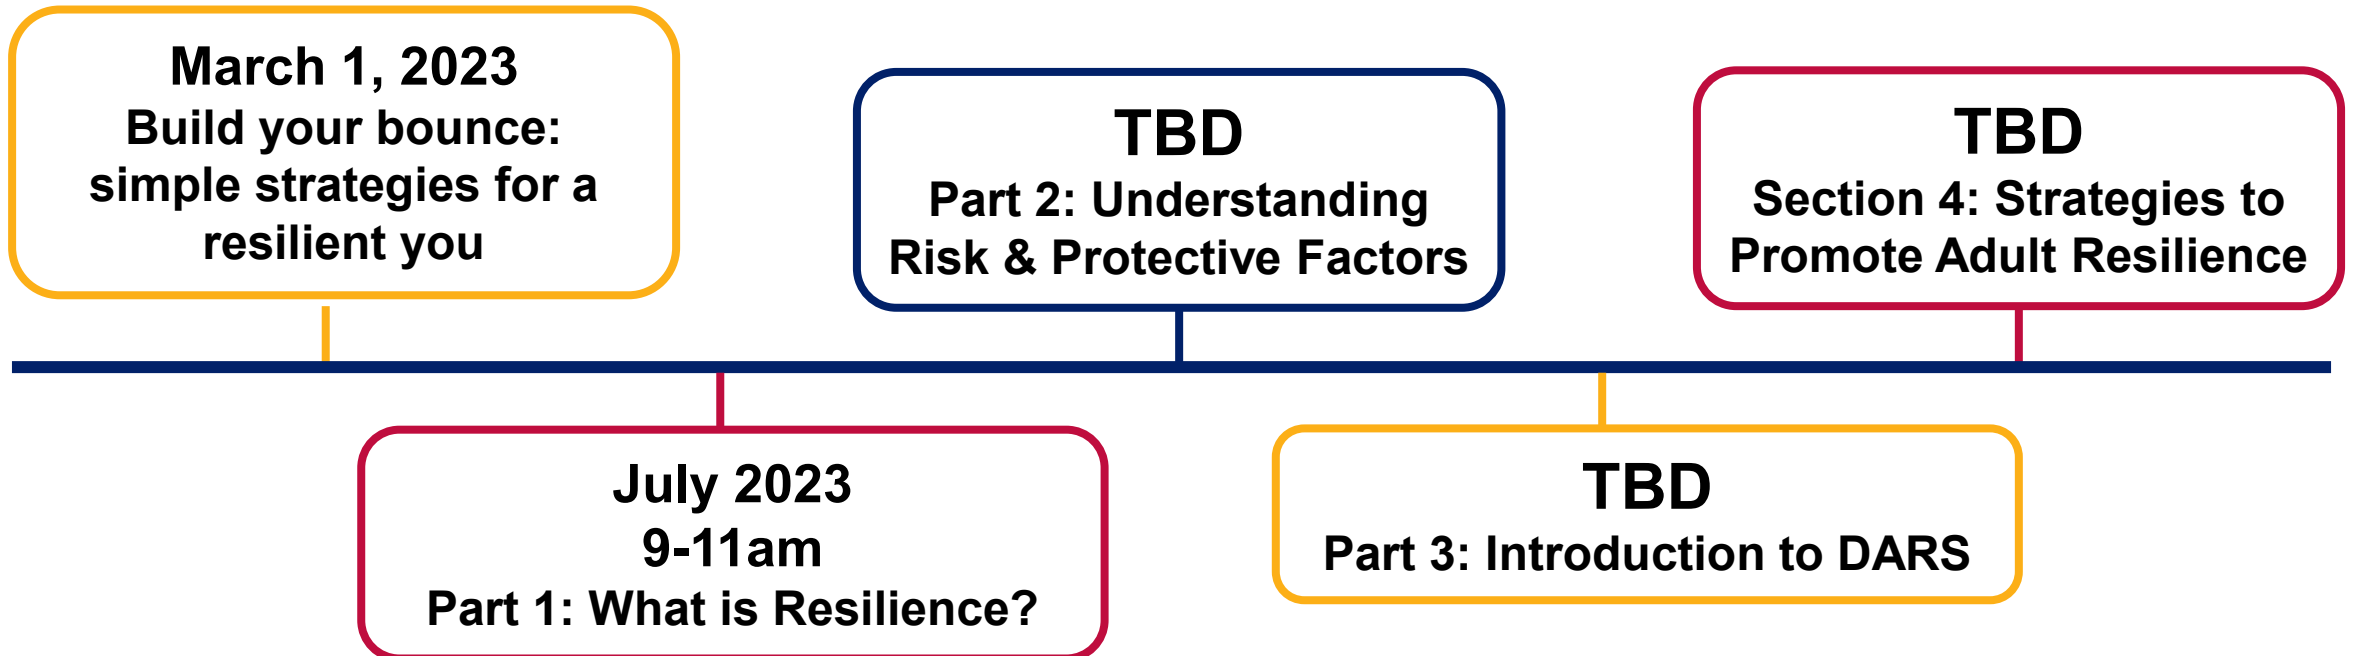 March 1, 2023
Build your bounce:
simple strategies for a
resilient you
July 2023
9-11am
Part 1: What is Resilience?
TBD
Part 2: Understanding
Risk & Protective Factors
TBD
Part 3: Introduction to DARS
TBD
Section 4: Strategies to
Promote Adult Resilience